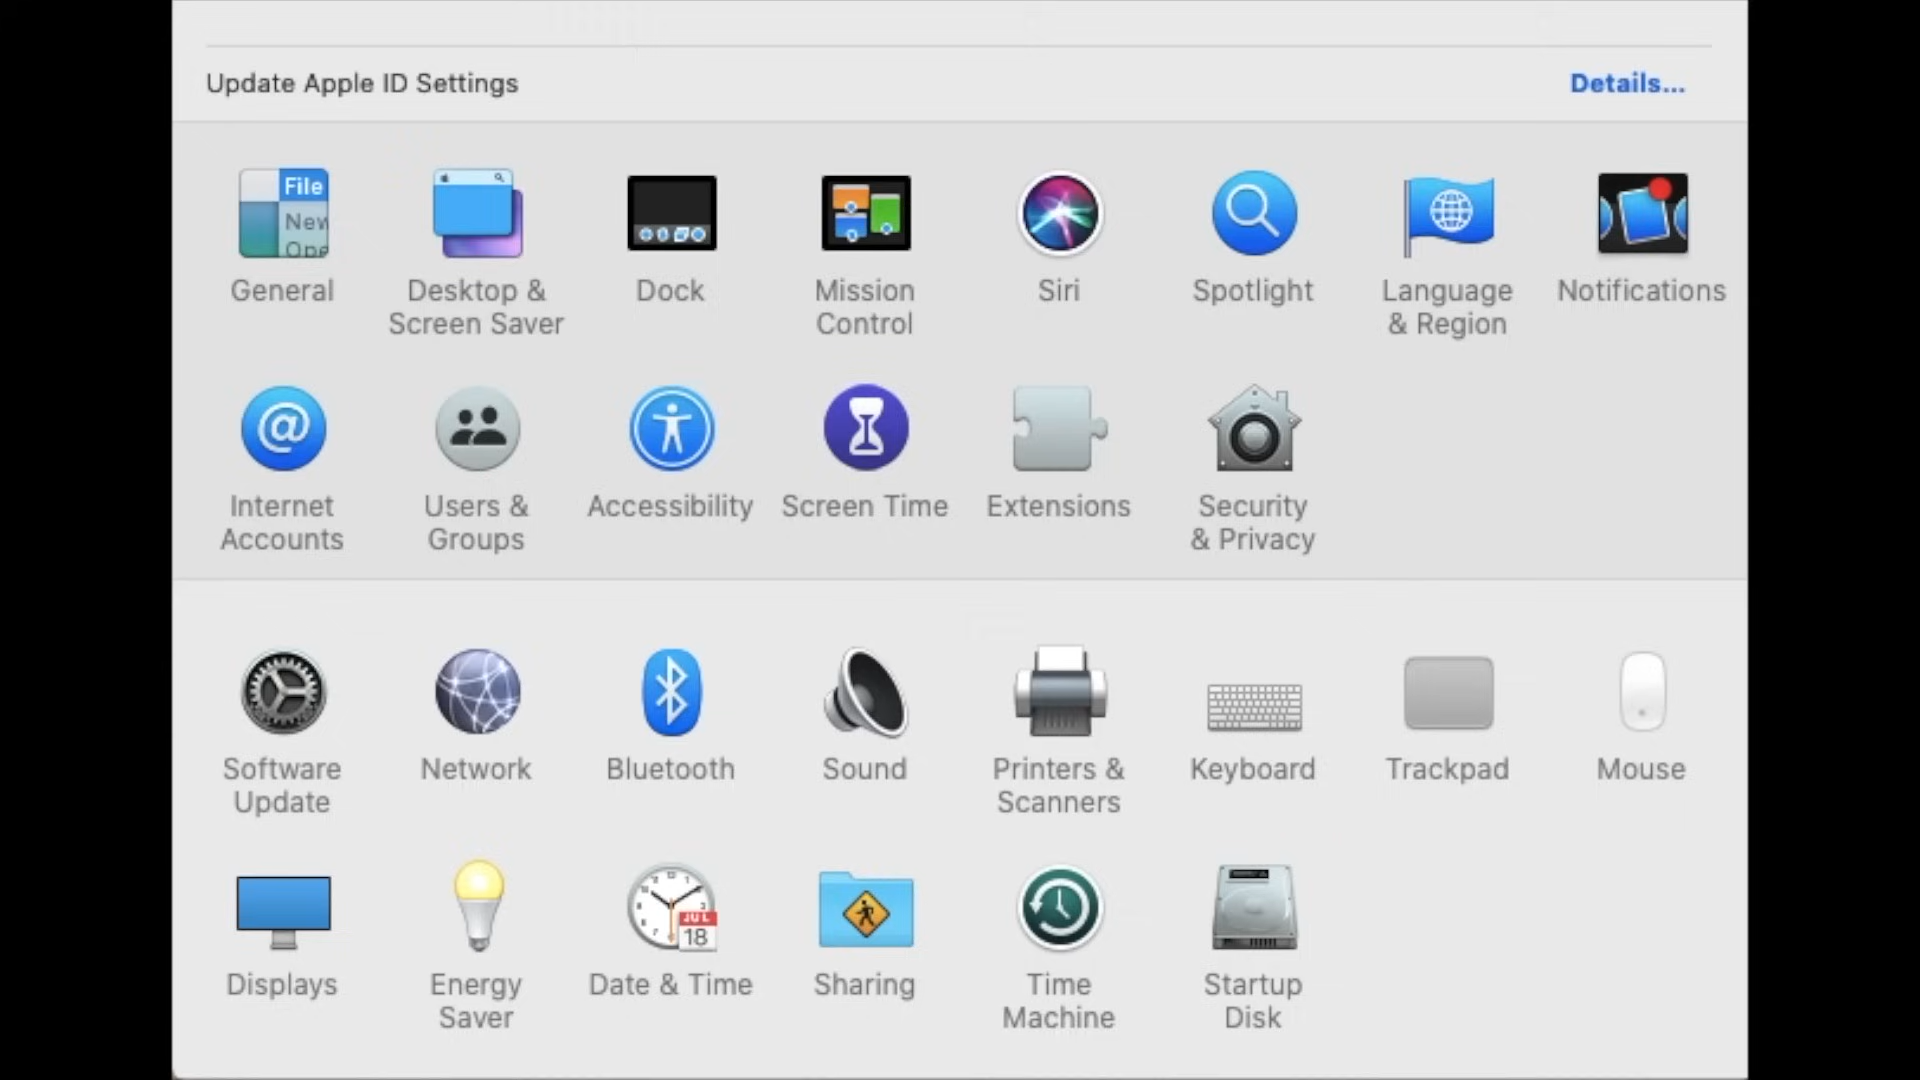 Update Apple ID Settings
Details...
File
New
Ope
General
Desktop &
Screen Saver
Dock
Mission
Control
Siri
Spotlight
Language
& Region
Notifications
@
Internet
Accounts
Users &
Groups
Accessibility
Screen Time
Extensions
Security
& Privacy
Software
Update
Network
Bluetooth
Sound
Printers &
Scanners
Keyboard
Trackpad
Mouse
Displays
Energy
Saver
JUL
18
Date & Time
Sharing
Time
Machine
Startup
Disk